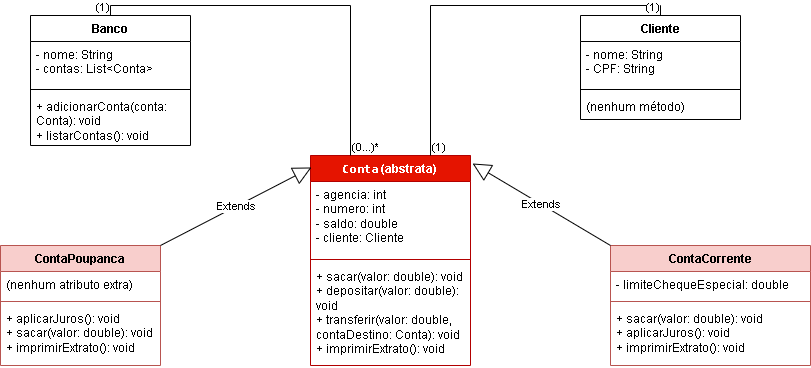 (1)
Banco
- nome: String
- contas: List<Conta>
+ adicionarConta(conta:
Conta): void
+ listarContas(): void
(1)
Cliente
- nome: String
- CPF: String
(nenhum método)
(0...)*
(1)
Extends
Extends
Conta (abstrata)
- agencia: int
- numero: int
- saldo: double
- cliente: Cliente
+ sacar(valor: double): void
+ depositar(valor: double):
void
+ transferir(valor: double,
contaDestino: Conta): void
+ imprimirExtrato(): void
ContaPoupanca
(nenhum atributo extra)
+ aplicarJuros(): void
+ sacar(valor: double): void
+ imprimirExtrato(): void
ContaCorrente
- limiteChequeEspecial: double
+ sacar(valor: double): void
+ aplicarJuros(): void
+ imprimirExtrato(): void